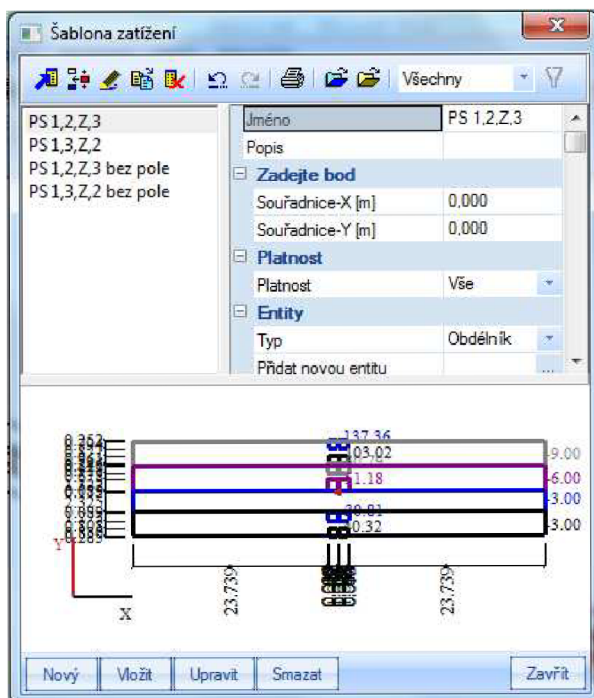 Šablona zatížení
Všechny
PS 1,2,Z,3
PS 1,3,Z,2
PS 1,2,Z,3 bez pole
PS 1,3,Z,2 bez pole
Jméno PS 1,2,Z,3
Popis
Zadejte bod
Souřadnice-X [m] 0,000
Souřadnice-Y [m] 0,000
Platnost
Platnost Vše
Entity
Typ Obdélník
Přidat novou entitu ...
137.36
103.02
-9.00
-6.00
-3.00
-3.00
Y
X
23.739
23.739
Nový Vložit Upravit Smazat Zavřít